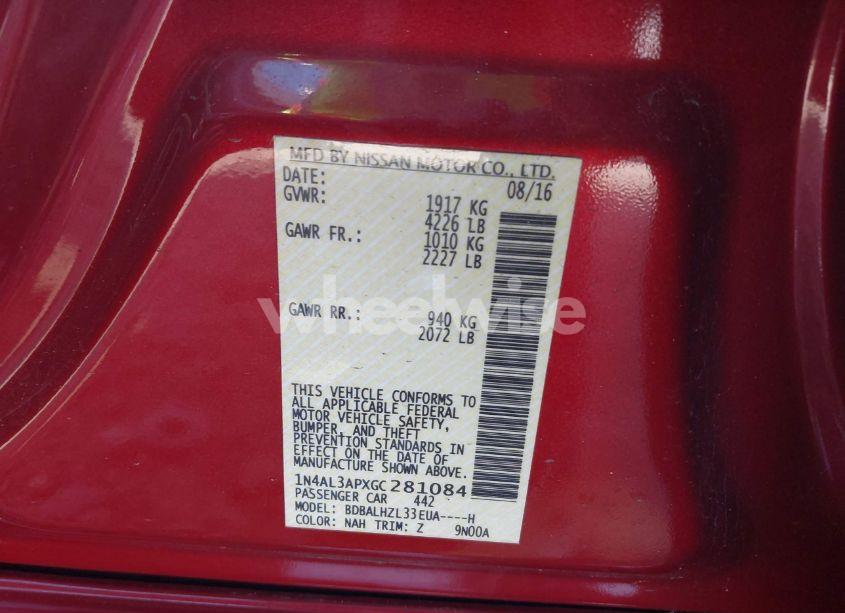 MFD BY NISSAN MOTOR CO., LTD.
DATE: 08/16
GVWR: 1917 KG
4226 LB
GAWR FR.: 1010 KG
2227 LB
GAWR RR.: 940 KG
2072 LB
wheelwise
THIS VEHICLE CONFORMS TO
ALL APPLICABLE FEDERAL
MOTOR VEHICLE SAFETY,
BUMPER, AND THEFT
PREVENTION STANDARDS IN
EFFECT ON THE DATE OF
MANUFACTURE SHOWN ABOVE.
1N4AL3APXGC281084
PASSENGER CAR 442
MODEL: BDBALHZL33EUA----H
COLOR: NAH TRIM: Z 9N00A